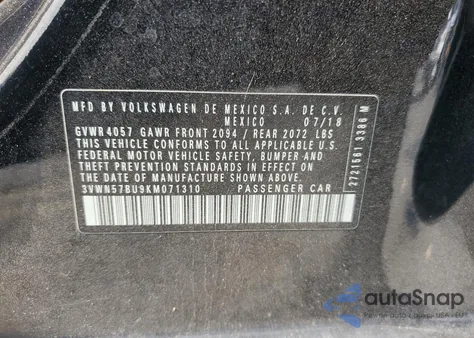 MFD BY VOLKSWAGEN DE MEXICO S.A. DE C.V.
MEXICO 07/18
GVWR 4057 GAWR FRONT 2094 / REAR 2072 LBS
THIS VEHICLE CONFORMS TO ALL APPLICABLE U.S.
FEDERAL MOTOR VEHICLE SAFETY, BUMPER AND
THEFT PREVENTION STANDARDS IN EFFECT ON THE
DATE OF MANUFACTURE SHOWN ABOVE.
3VWN57BU9KM071310 PASSENGER CAR
2721561 3386 M
autoSnap